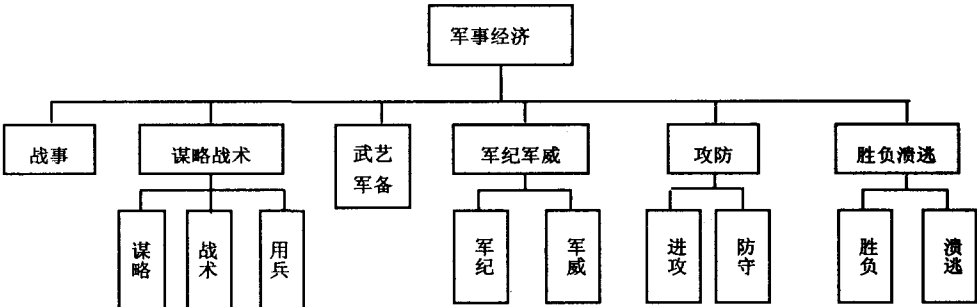 军事经济
战事
谋略战术
武艺
军备
军纪军威
攻防
胜负溃逃
谋略
战术
用兵
军纪
军威
进攻
防守
胜负
溃逃